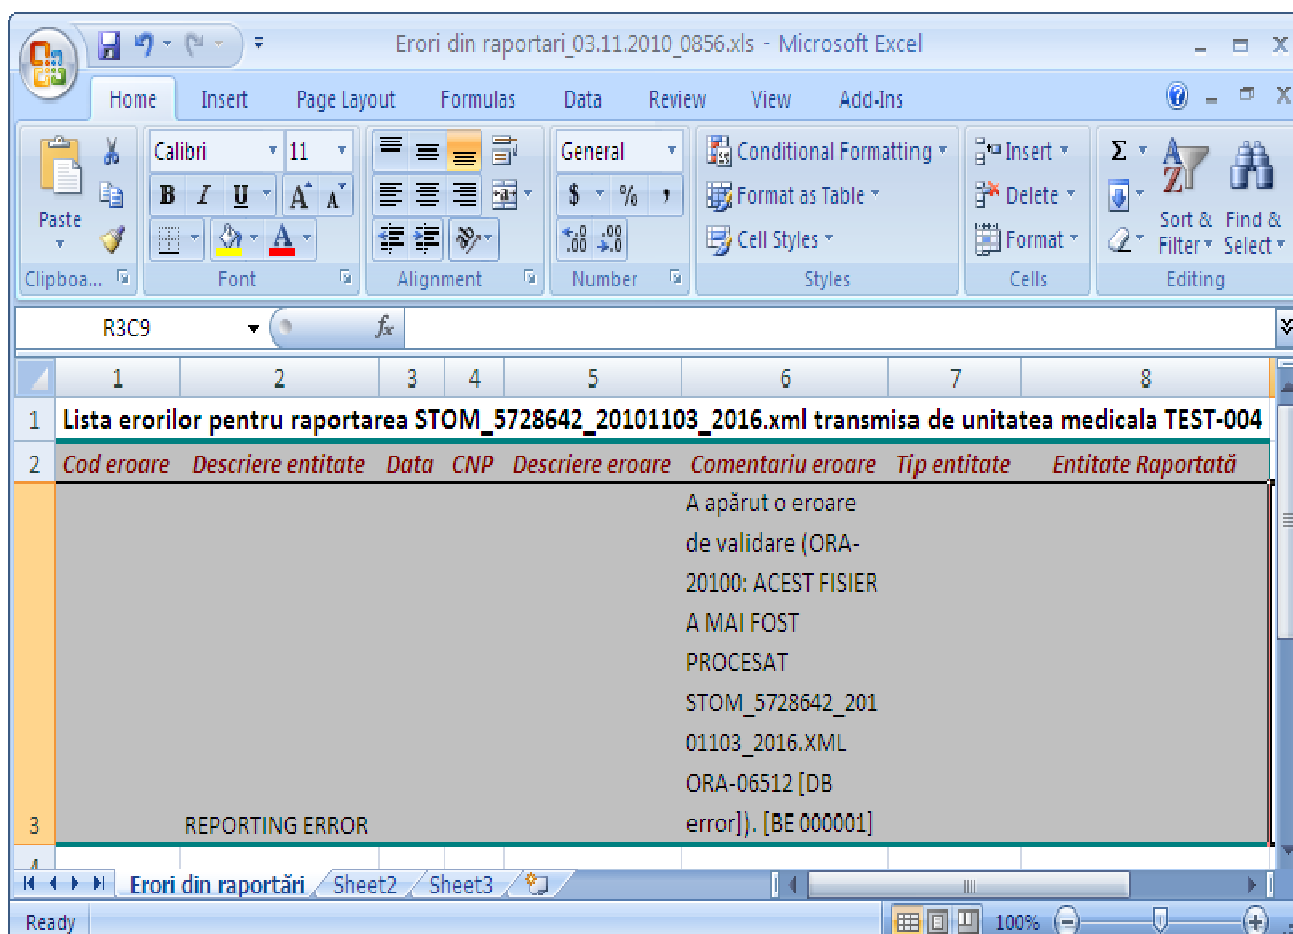 Erori din raportari_03.11.2010_0856.xls - Microsoft Excel
Home Insert Page Layout Formulas Data Review View Add-Ins
Calibri 11 General Conditional Formatting Insert Σ
B I U A A $ % , Format as Table Delete
Paste A .00 .0 Cell Styles Format Sort & Filter Find & Select
Clipboa... Font Alignment Number Styles Cells Editing
R3C9 fx
1 2 3 4 5 6 7 8
1 Lista erorilor pentru raportarea STOM_5728642_20101103_2016.xml transmisa de unitatea medicala TEST-004
2 Cod eroare Descriere entitate Data CNP Descriere eroare Comentariu eroare Tip entitate Entitate Raportată
A apărut o eroare
de validare (ORA-
20100: ACEST FISIER
A MAI FOST
PROCESAT
STOM_5728642_201
01103_2016.XML
ORA-06512 [DB
3 REPORTING ERROR error]). [BE 000001]
4
Erori din raportări Sheet2 Sheet3
Ready 100%